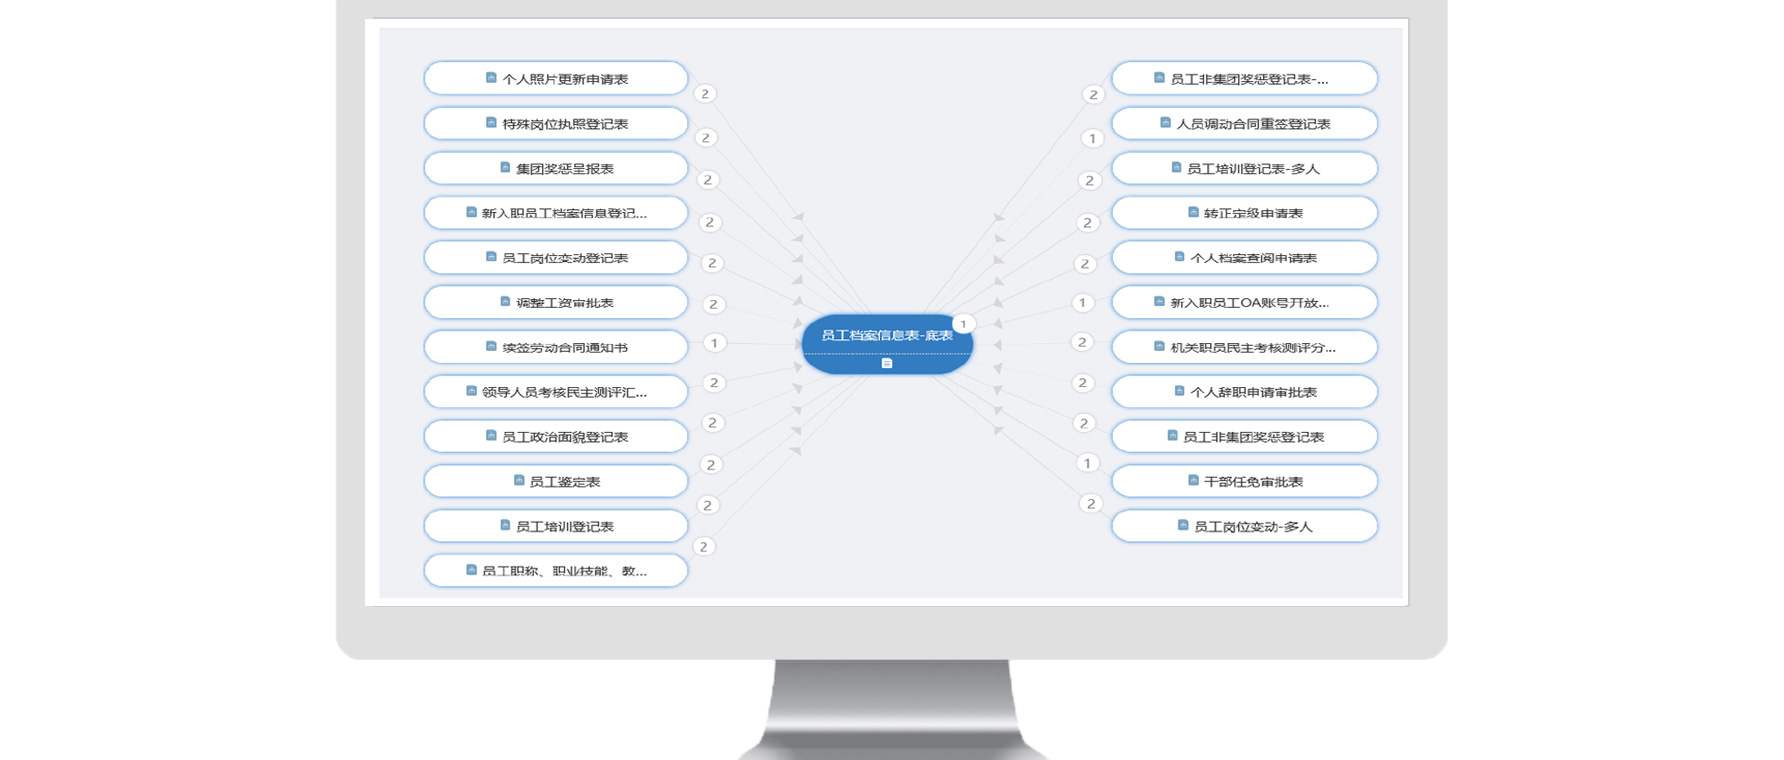 个人照片更新申请表
2
特殊岗位执照登记表
2
集团奖惩呈报表
2
新入职员工档案信息登记...
2
员工岗位变动登记表
2
调整工资审批表
2
续签劳动合同通知书
1
领导人员考核民主测评汇...
2
员工政治面貌登记表
2
员工鉴定表
2
员工培训登记表
2
员工职称、职业技能、教...
2
员工档案信息表-底表
1
员工非集团奖惩登记表-...
2
人员调动合同重签登记表
1
员工培训登记表-多人
2
转正定级申请表
2
个人档案查阅申请表
2
新入职员工OA账号开放...
1
机关职员民主考核测评分...
2
个人辞职申请审批表
2
员工非集团奖惩登记表
2
干部任免审批表
1
员工岗位变动-多人
2